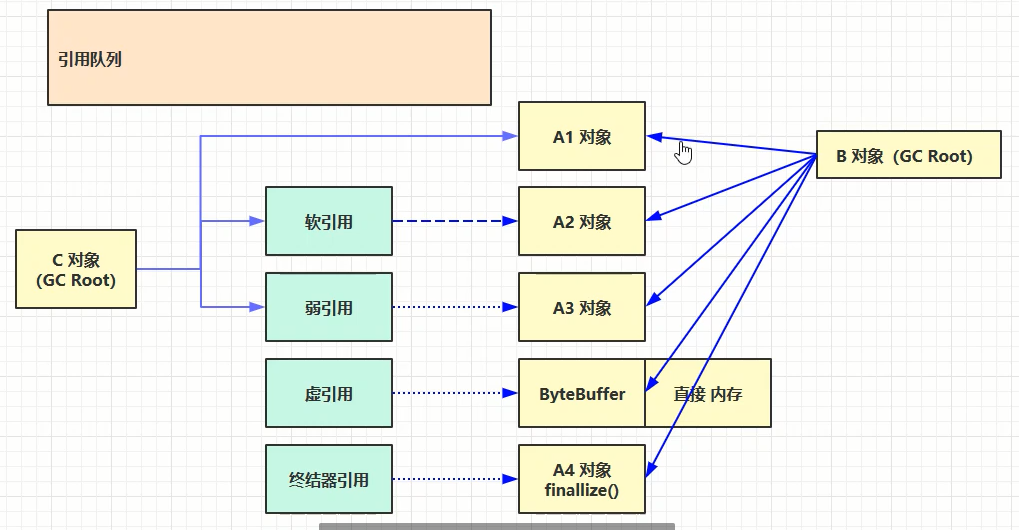 引用队列
A1 对象
B 对象（GC Root）
软引用
A2 对象
C 对象
（GC Root）
弱引用
A3 对象
虚引用
ByteBuffer
直接 内存
终结器引用
A4 对象
finallize()